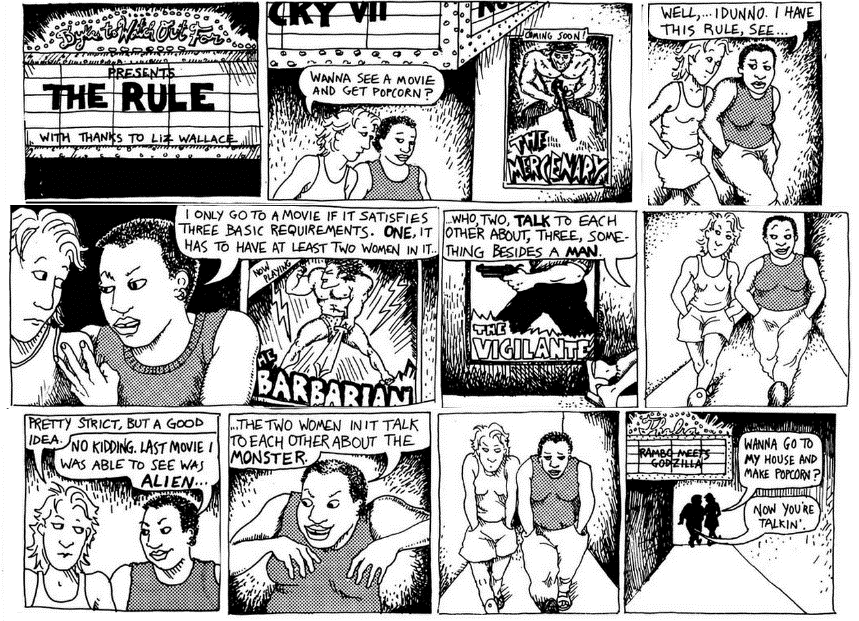 Dykes to Watch Out For
PRESENTS
THE RULE
WITH THANKS TO LIZ WALLACE
CKY VII
COMING SOON!
WANNA SEE A MOVIE
AND GET POPCORN?
THE
MERCENARY
WELL,...I DUNNO. I HAVE
THIS RULE, SEE...
I ONLY GO TO A MOVIE IF IT SATISFIES
THREE BASIC REQUIREMENTS. ONE, IT
HAS TO HAVE AT LEAST TWO WOMEN IN IT..
NOW
PLAYING
THE
BARBARIAN
...WHO, TWO, TALK TO EACH
OTHER ABOUT, THREE, SOME-
THING BESIDES A MAN.
THE
VIGILANTE
PRETTY STRICT, BUT A GOOD
IDEA.
NO KIDDING. LAST MOVIE I
WAS ABLE TO SEE WAS
ALIEN...
...THE TWO WOMEN IN IT TALK
TO EACH OTHER ABOUT THE
MONSTER.
Thalia
RAMBO MEETS
GODZILLA
WANNA GO TO
MY HOUSE AND
MAKE POPCORN?
NOW YOU'RE
TALKIN'.